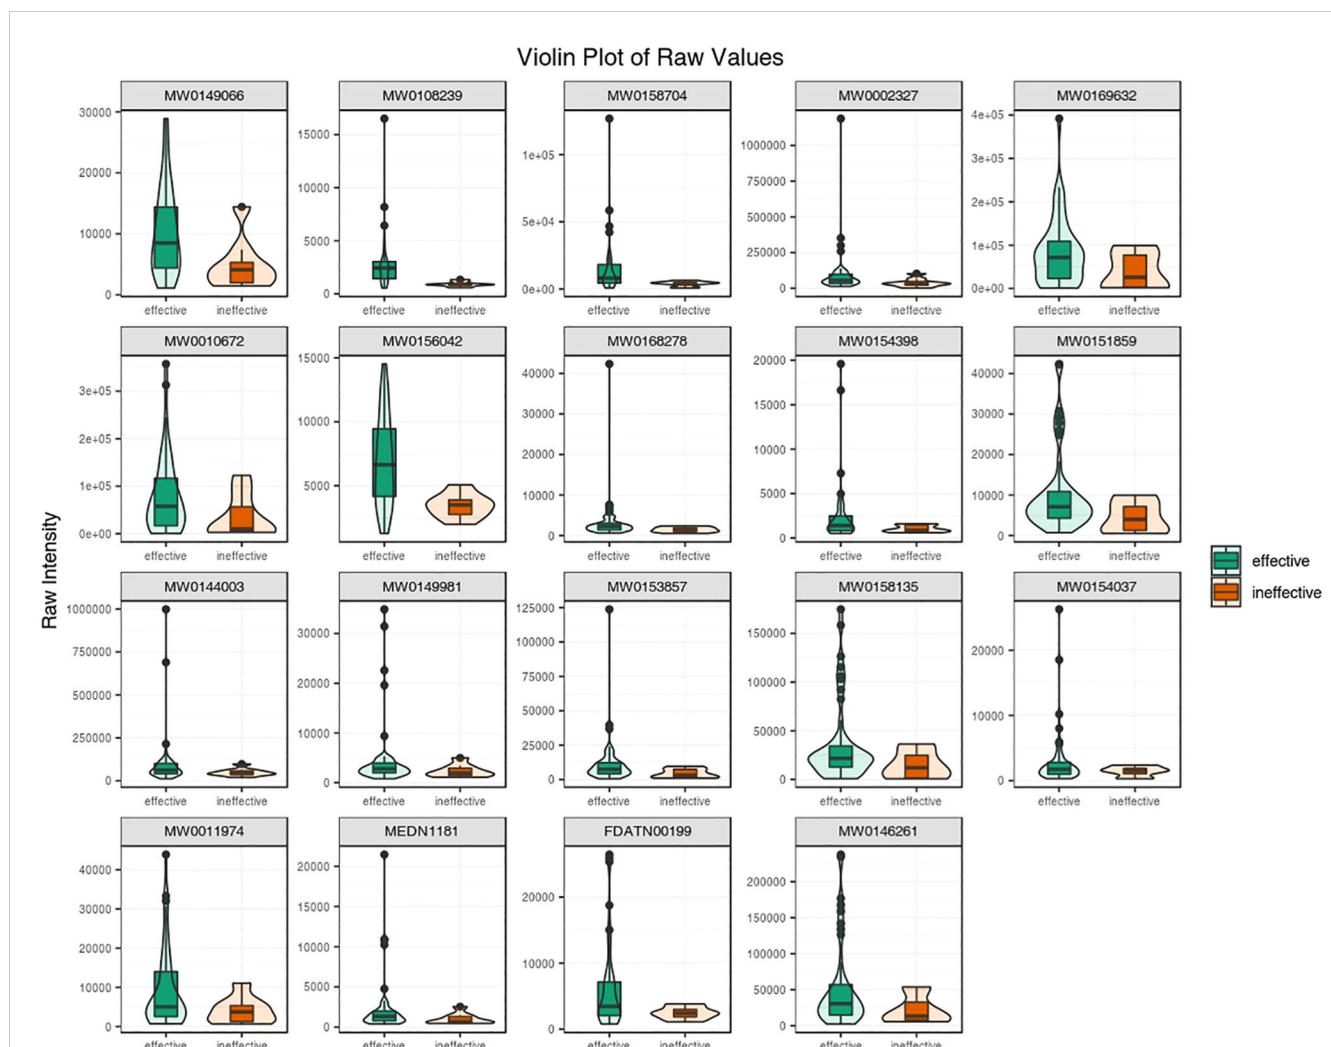 Violin Plot of Raw Values
MW0149066 MW0108239 MW0158704 MW0002327 MW0169632
30000
20000
10000
0
15000
10000
5000
0
1e+05
5e+04
0e+00
1000000
750000
500000
250000
0
4e+05
3e+05
2e+05
1e+05
0e+00
effective ineffective effective ineffective effective ineffective effective ineffective effective ineffective
MW0010672 MW0156042 MW0168278 MW0154398 MW0151859
3e+05
2e+05
1e+05
0e+00
15000
10000
5000
40000
30000
20000
10000
0
20000
15000
10000
5000
0
40000
30000
20000
10000
0
effective ineffective effective ineffective effective ineffective effective ineffective effective ineffective
Raw Intensity
effective
ineffective
MW0144003 MW0149981 MW0153857 MW0158135 MW0154037
1000000
750000
500000
250000
0
30000
20000
10000
0
125000
100000
75000
50000
25000
0
150000
100000
50000
0
20000
10000
0
effective ineffective effective ineffective effective ineffective effective ineffective effective ineffective
MW0011974 MEDN1181 FDATN00199 MW0146261
40000
30000
20000
10000
0
20000
15000
10000
5000
0
20000
10000
0
200000
150000
100000
50000
0
effective ineffective effective ineffective effective ineffective effective ineffective